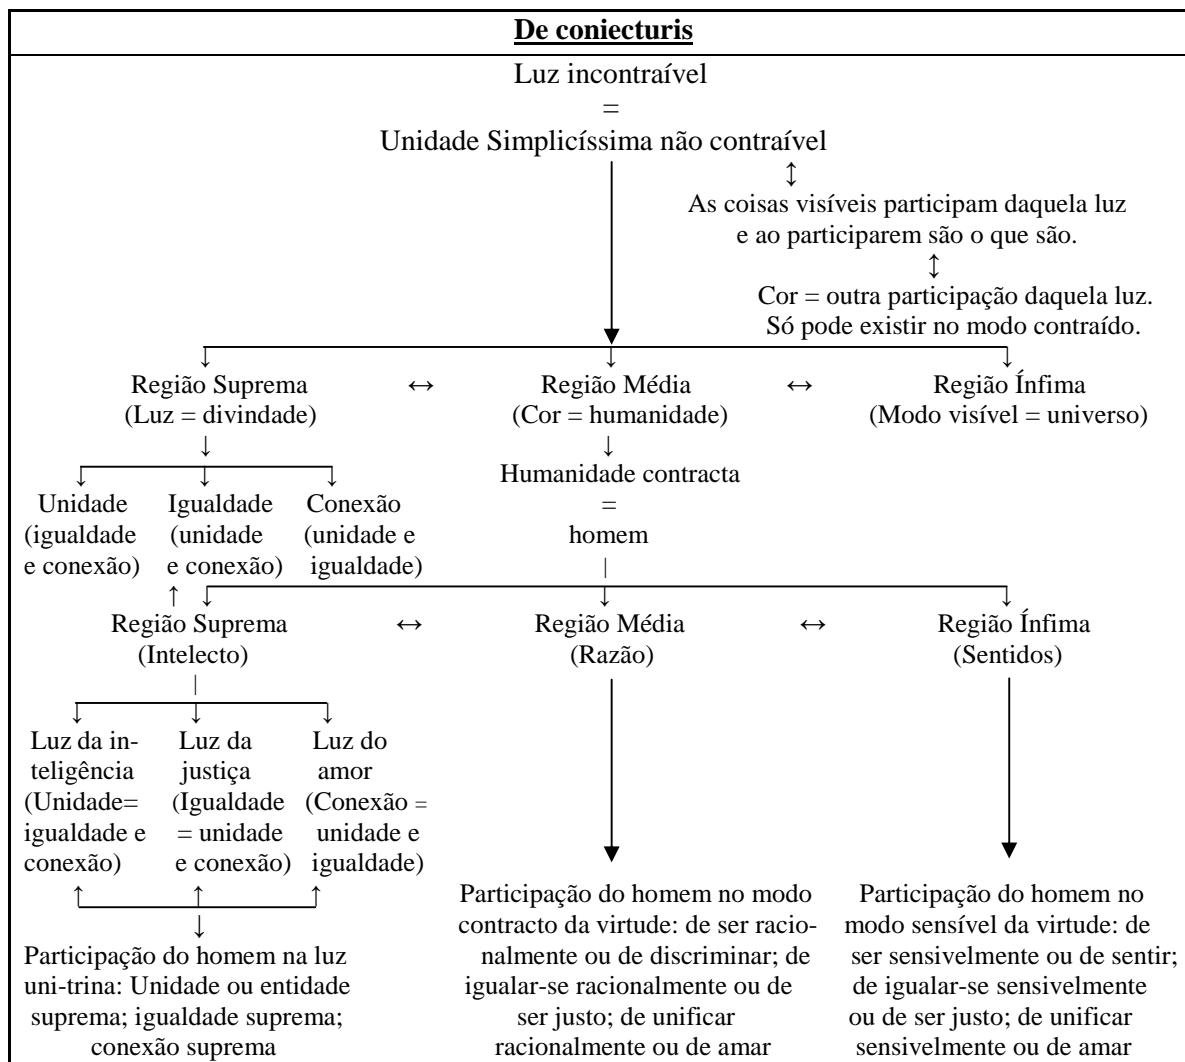 De coniecturis
Luz incontraível
=
Unidade Simplicíssima não contraível
↕
As coisas visíveis participam daquela luz
e ao participarem são o que são.
↕
Cor = outra participação daquela luz.
Só pode existir no modo contraído.
Região Suprema ↔ Região Média ↔ Região Ínfima
(Luz = divindade) (Cor = humanidade) (Modo visível = universo)
Humanidade contracta
=
homem
Unidade
(igualdade
e conexão)
Igualdade
(unidade
e conexão)
Conexão
(unidade e
igualdade)
Região Suprema ↔ Região Média ↔ Região Ínfima
(Intelecto) (Razão) (Sentidos)
Luz da in-
teligência
(Unidade=
igualdade e
conexão)
Luz da
justiça
(Igualdade
= unidade
e conexão)
Luz do
amor
(Conexão =
unidade e
igualdade)
Participação do homem na luz
uni-trina: Unidade ou entidade
suprema; igualdade suprema;
conexão suprema
Participação do homem no modo
contracto da virtude: de ser racio-
nalmente ou de discriminar; de
igualar-se racionalmente ou de
ser justo; de unificar
racionalmente ou de amar
Participação do homem no
modo sensível da virtude: de
ser sensivelmente ou de sentir;
de igualar-se sensivelmente
ou de ser justo; de unificar
sensivelmente ou de amar